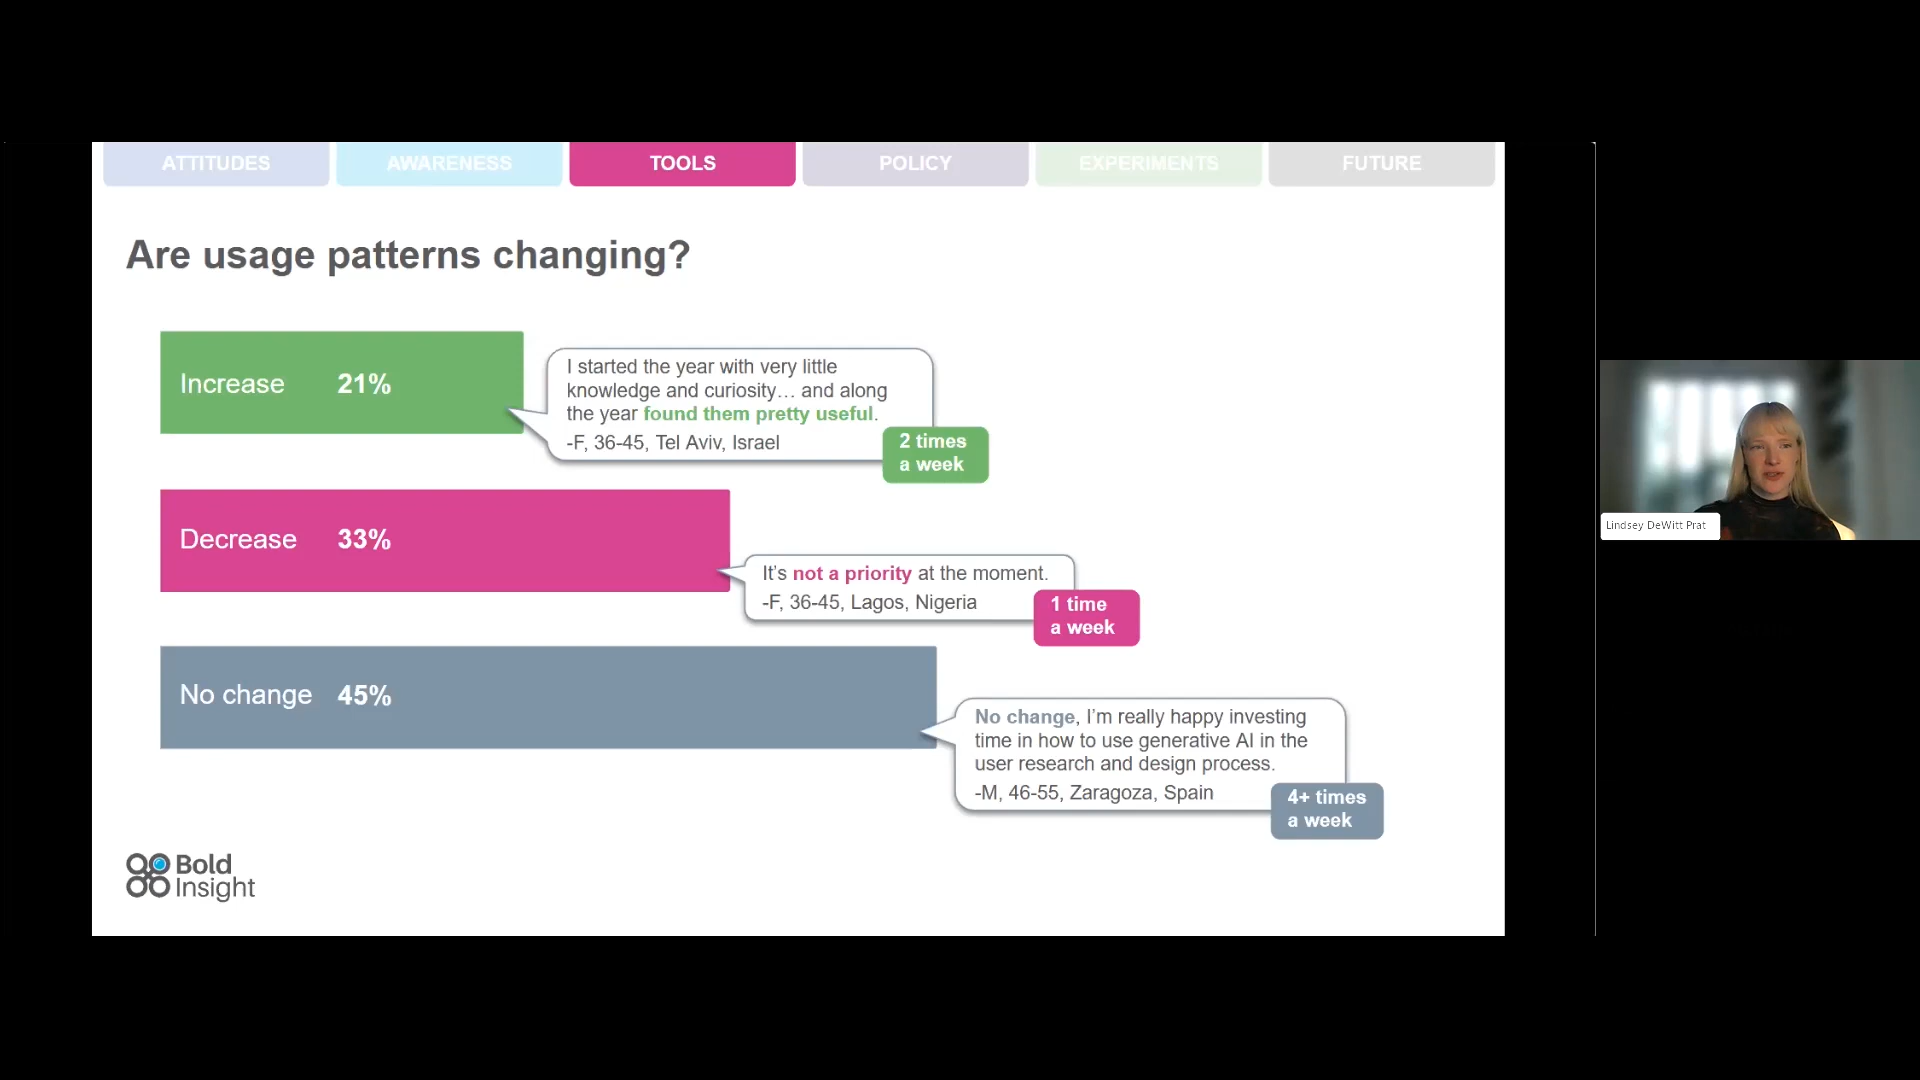 ATTITUDES
AWARENESS
TOOLS
POLICY
EXPERIMENTS
FUTURE
Are usage patterns changing?
Increase 21%
I started the year with very little
knowledge and curiosity… and along
the year found them pretty useful.
-F, 36-45, Tel Aviv, Israel
2 times
a week
Decrease 33%
It's not a priority at the moment.
-F, 36-45, Lagos, Nigeria
1 time
a week
No change 45%
No change, I'm really happy investing
time in how to use generative AI in the
user research and design process.
-M, 46-55, Zaragoza, Spain
4+ times
a week
Bold
Insight
Lindsey DeWitt Prat